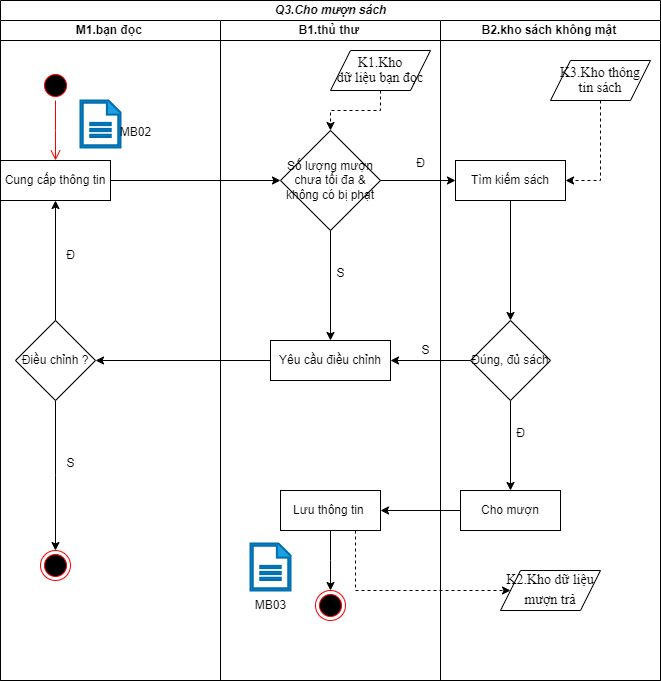 Q3.Cho mượn sách
M1.bạn đọc
B1.thủ thư
B2.kho sách không mật
K1.Kho
dữ liệu bạn đọc
K3.Kho thông
tin sách
MB02
Cung cấp thông tin
Số lượng mượn
chưa tối đa &
không có bị phạt
Đ
Tìm kiếm sách
Đ
S
Điều chỉnh ?
Yêu cầu điều chỉnh
S
Đúng, đủ sách
S
Đ
Lưu thông tin
Cho mượn
MB03
K2.Kho dữ liệu
mượn trả